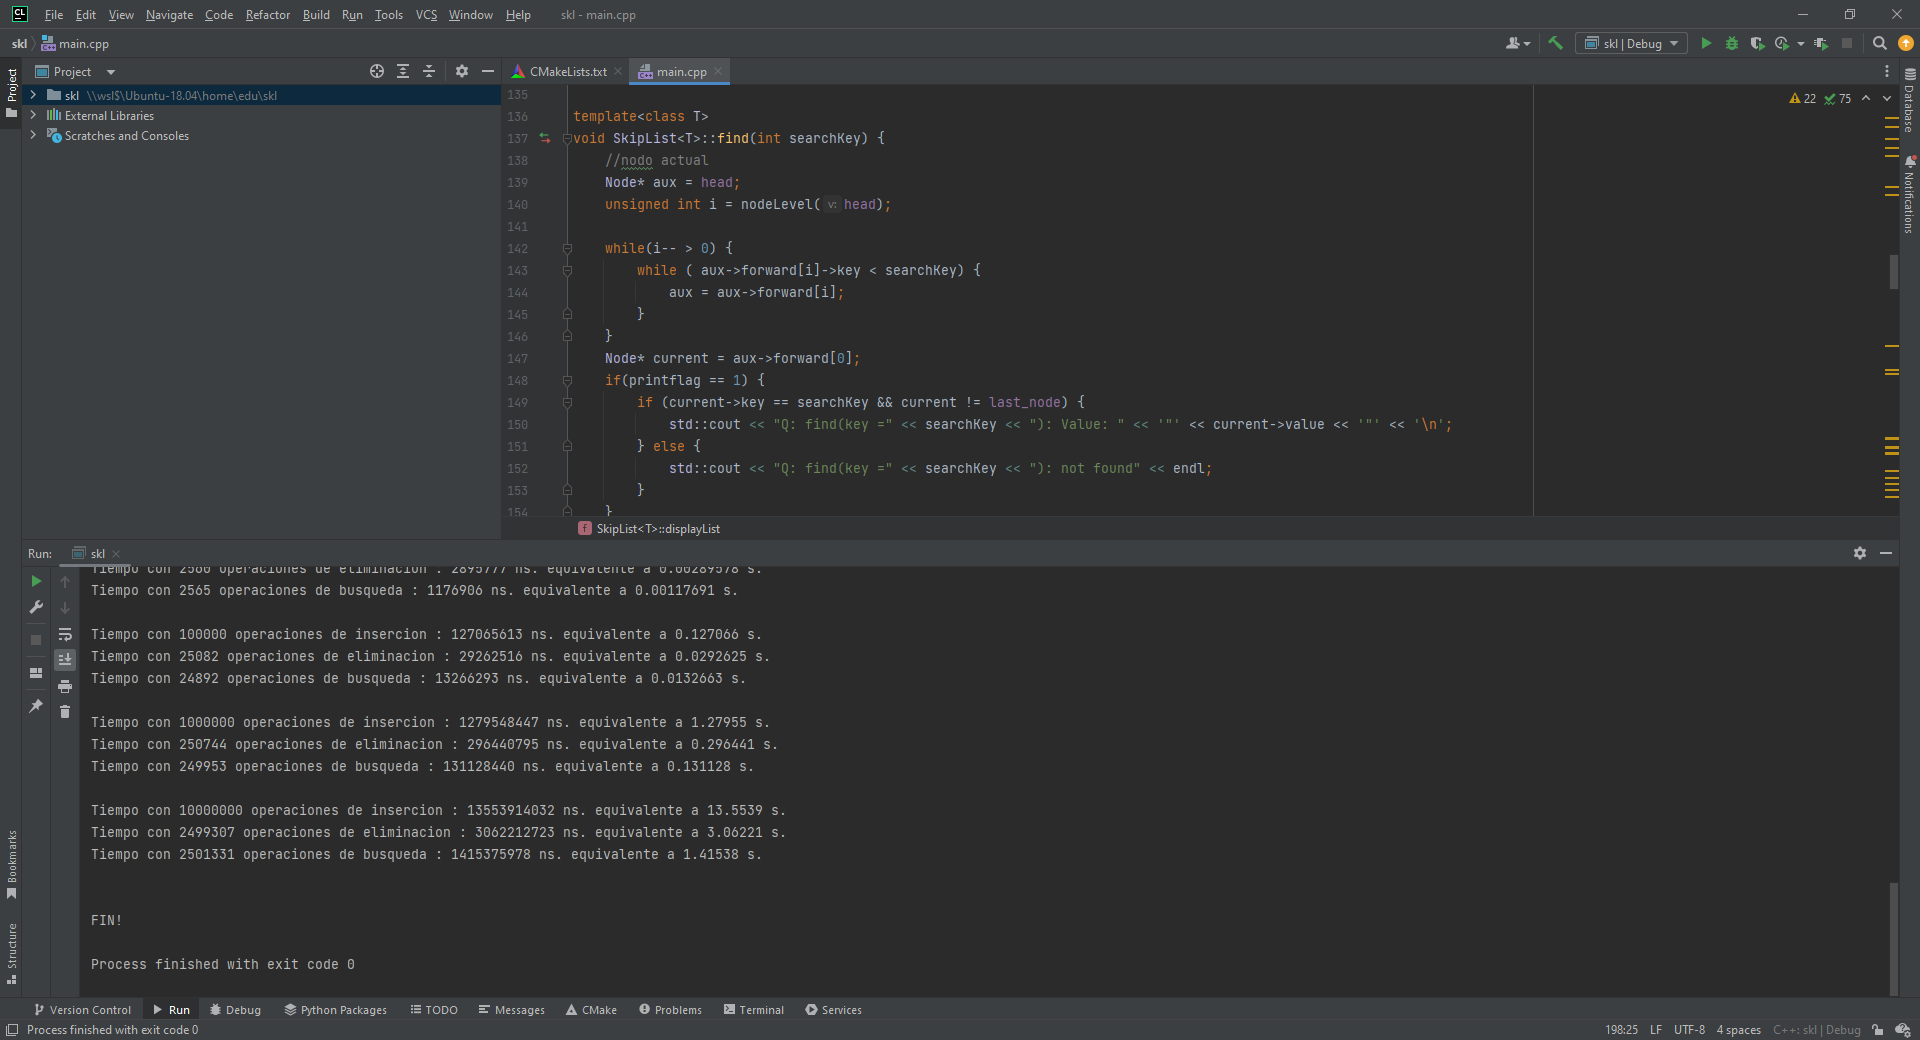 File Edit View Navigate Code Refactor Build Run Tools VCS Window Help skl - main.cpp
skl main.cpp
skl | Debug
Project
CMakeLists.txt main.cpp
skl \\wsl$\Ubuntu-18.04\home\edu\skl
External Libraries
Scratches and Consoles
Project
Bookmarks
Structure
22 75
135
136 template<class T>
137 void SkipList<T>::find(int searchKey) {
138 //nodo actual
139 Node* aux = head;
140 unsigned int i = nodeLevel( v: head);
141
142 while(i-- > 0) {
143 while ( aux->forward[i]->key < searchKey) {
144 aux = aux->forward[i];
145 }
146 }
147 Node* current = aux->forward[0];
148 if(printflag == 1) {
149 if (current->key == searchKey && current != last_node) {
150 std::cout << "Q: find(key =" << searchKey << "): Value: " << '"' << current->value << '"' << '\n';
151 } else {
152 std::cout << "Q: find(key =" << searchKey << "): not found" << endl;
153 }
154 }
f SkipList<T>::displayList
Database
Notifications
Run: skl
Tiempo con 2560 operaciones de eliminacion : 2895777 ns. equivalente a 0.00289578 s.
Tiempo con 2565 operaciones de busqueda : 1176906 ns. equivalente a 0.00117691 s.
Tiempo con 100000 operaciones de insercion : 127065613 ns. equivalente a 0.127066 s.
Tiempo con 25082 operaciones de eliminacion : 29262516 ns. equivalente a 0.0292625 s.
Tiempo con 24892 operaciones de busqueda : 13266293 ns. equivalente a 0.0132663 s.
Tiempo con 1000000 operaciones de insercion : 1279548447 ns. equivalente a 1.27955 s.
Tiempo con 250744 operaciones de eliminacion : 296440795 ns. equivalente a 0.296441 s.
Tiempo con 249953 operaciones de busqueda : 131128440 ns. equivalente a 0.131128 s.
Tiempo con 10000000 operaciones de insercion : 13553914032 ns. equivalente a 13.5539 s.
Tiempo con 2499307 operaciones de eliminacion : 3062212723 ns. equivalente a 3.06221 s.
Tiempo con 2501331 operaciones de busqueda : 1415375978 ns. equivalente a 1.41538 s.
FIN!
Process finished with exit code 0
Version Control Run Debug Python Packages TODO Messages CMake Problems Terminal Services
Process finished with exit code 0
198:25 LF UTF-8 4 spaces C++: skl | Debug